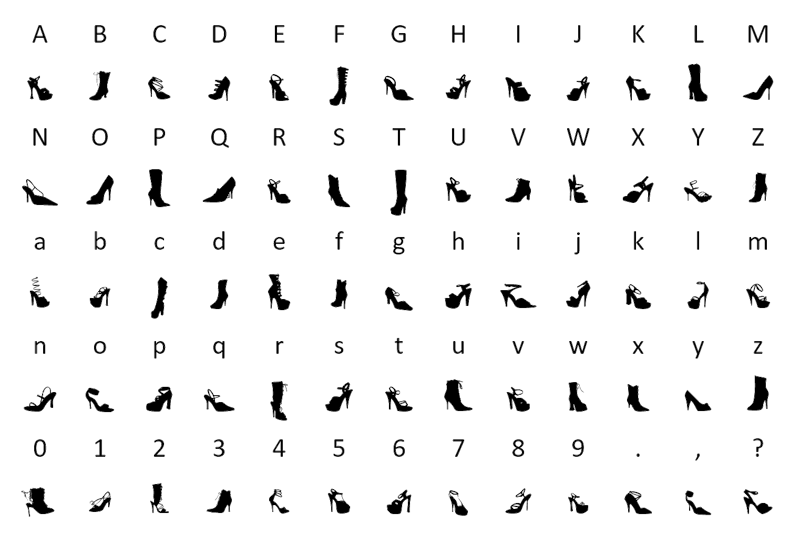 A B C D E F G H I J K L M
N O P Q R S T U V W X Y Z
a b c d e f g h i j k l m
n o p q r s t u v w x y z
0 1 2 3 4 5 6 7 8 9 . , ?